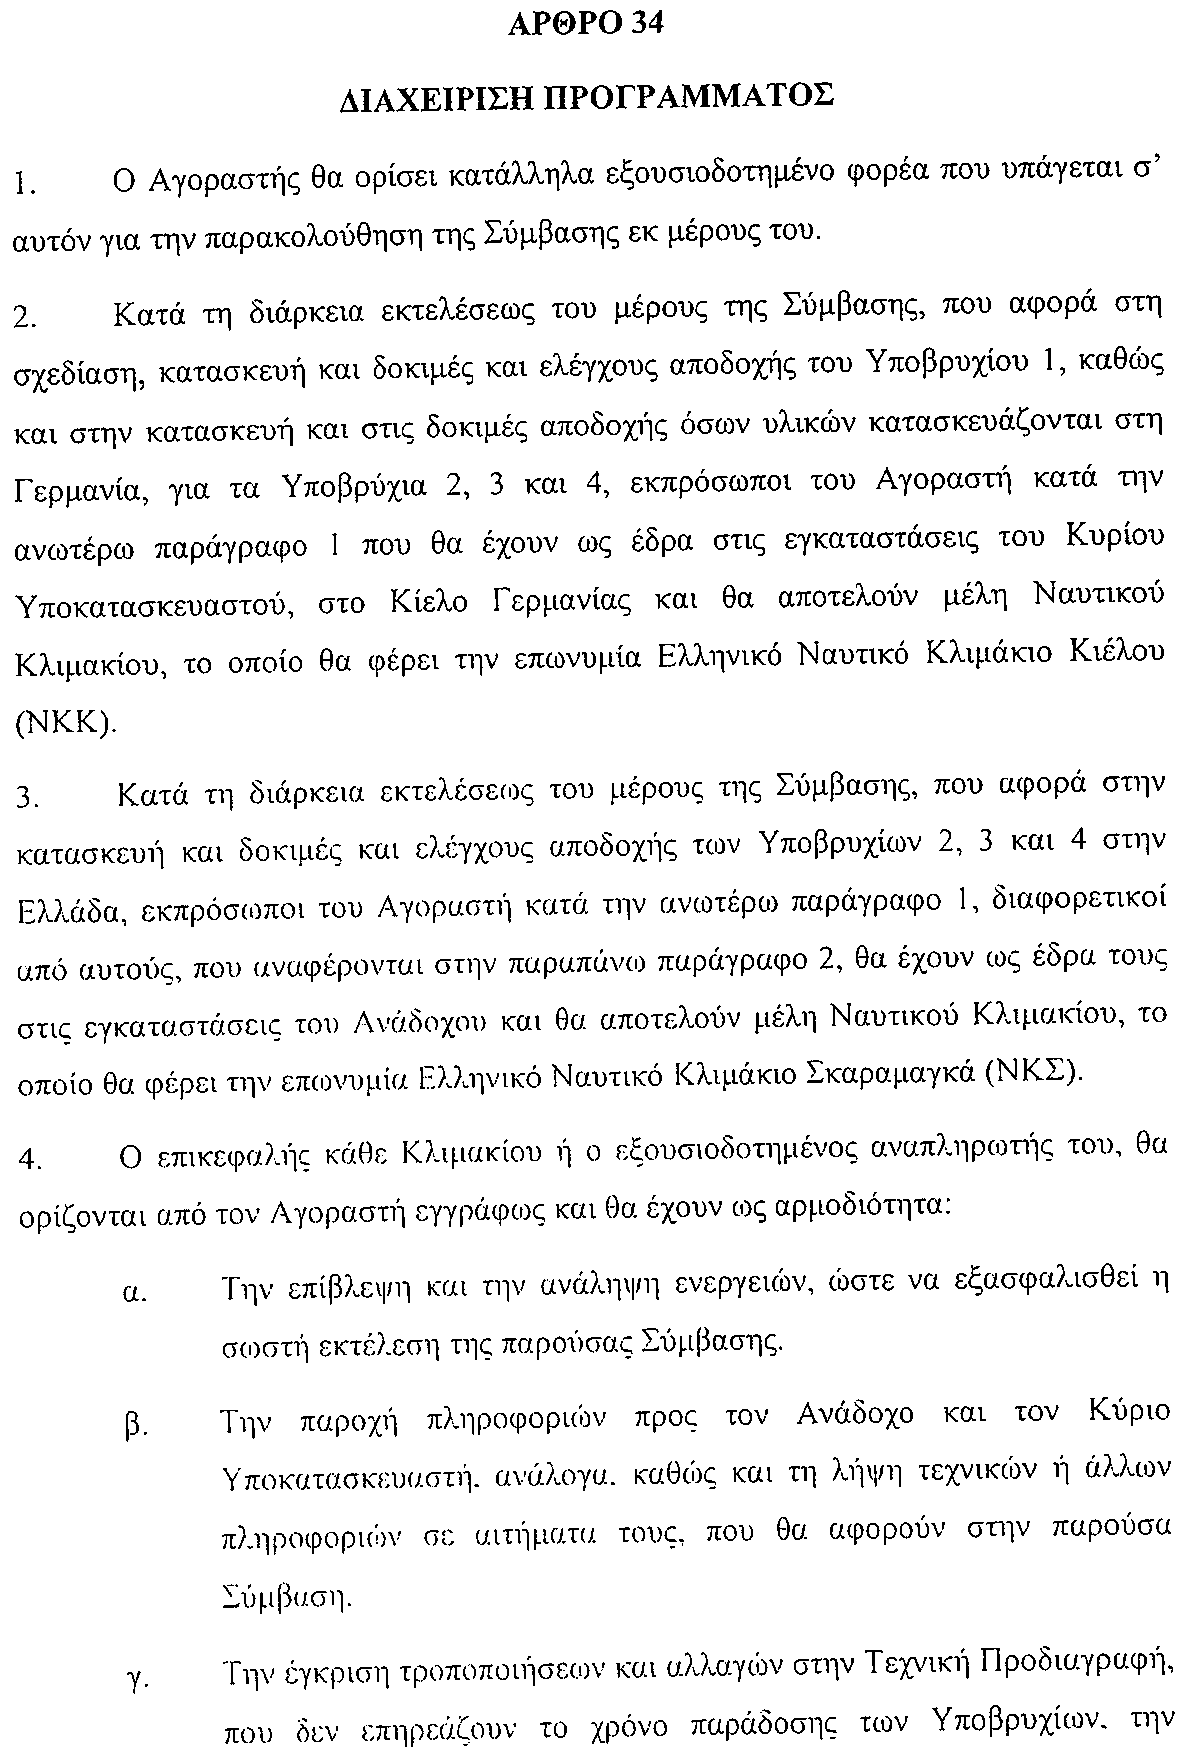 ΑΡΘΡΟ 34
ΔΙΑΧΕΙΡΙΣΗ ΠΡΟΓΡΑΜΜΑΤΟΣ
1. Ο Αγοραστής θα ορίσει κατάλληλα εξουσιοδοτημένο φορέα που υπάγεται σ’
αυτόν για την παρακολούθηση της Σύμβασης εκ μέρους του.
2. Κατά τη διάρκεια εκτελέσεως του μέρους της Σύμβασης, που αφορά στη
σχεδίαση, κατασκευή και δοκιμές και ελέγχους αποδοχής του Υποβρυχίου 1, καθώς
και στην κατασκευή και στις δοκιμές αποδοχής όσων υλικών κατασκευάζονται στη
Γερμανία, για τα Υποβρύχια 2, 3 και 4, εκπρόσωποι του Αγοραστή κατά την
ανωτέρω παράγραφο 1 που θα έχουν ως έδρα στις εγκαταστάσεις του Κυρίου
Υποκατασκευαστού, στο Κίελο Γερμανίας και θα αποτελούν μέλη Ναυτικού
Κλιμακίου, το οποίο θα φέρει την επωνυμία Ελληνικό Ναυτικό Κλιμάκιο Κιέλου
(ΝΚΚ).
3. Κατά τη διάρκεια εκτελέσεως του μέρους της Σύμβασης, που αφορά στην
κατασκευή και δοκιμές και ελέγχους αποδοχής των Υποβρυχίων 2, 3 και 4 στην
Ελλάδα, εκπρόσωποι του Αγοραστή κατά την ανωτέρω παράγραφο 1, διαφορετικοί
από αυτούς, που αναφέρονται στην παραπάνω παράγραφο 2, θα έχουν ως έδρα τους
στις εγκαταστάσεις του Ανάδοχου και θα αποτελούν μέλη Ναυτικού Κλιμακίου, το
οποίο θα φέρει την επωνυμία Ελληνικό Ναυτικό Κλιμάκιο Σκαραμαγκά (ΝΚΣ).
4. Ο επικεφαλής κάθε Κλιμακίου ή ο εξουσιοδοτημένος αναπληρωτής του, θα
ορίζονται από τον Αγοραστή εγγράφως και θα έχουν ως αρμοδιότητα:
α. Την επίβλεψη και την ανάληψη ενεργειών, ώστε να εξασφαλισθεί η
σωστή εκτέλεση της παρούσας Σύμβασης.
β. Την παροχή πληροφοριών προς τον Ανάδοχο και τον Κύριο
Υποκατασκευαστή. ανάλογα. καθώς και τη λήψη τεχνικών ή άλλων
πληροφοριών σε αιτήματα τους, που θα αφορούν στην παρούσα
Σύμβαση.
γ. Την έγκριση τροποποιήσεων και αλλαγών στην Τεχνική Προδιαγραφή,
που δεν επηρεάζουν το χρόνο παράδοσης των Υποβρυχίων. την